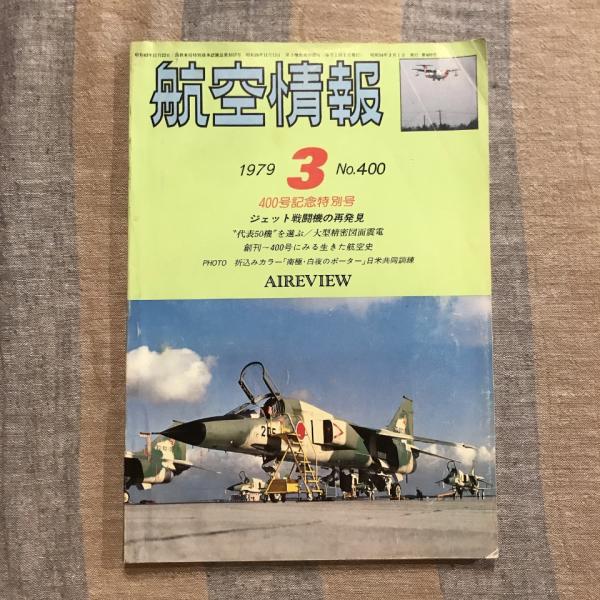 航空情報
1979 3 No.400
400号記念特別号
ジェット戦闘機の再発見
"代表50機"を選ぶ/大型精密図面震電
創刊→400号にみる生きた航空史
PHOTO 折込みカラー「南極・白夜のポーター」日米共同訓練
AIREVIEW